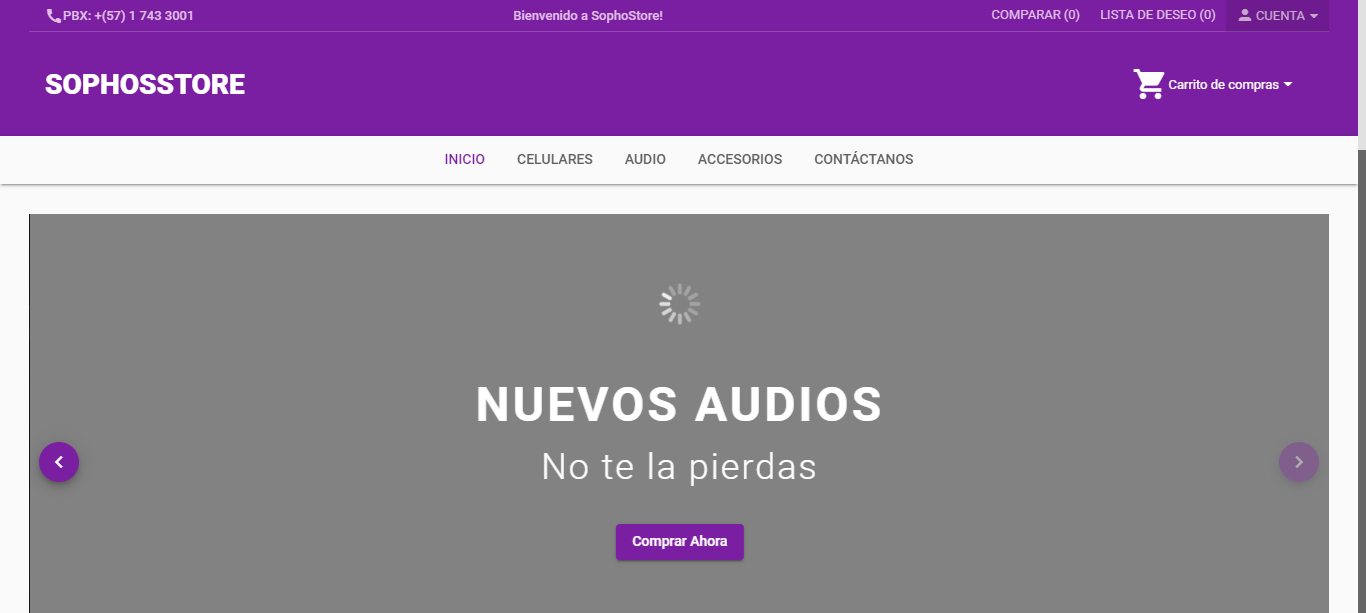 PBX: +(57) 1 743 3001
Bienvenido a SophoStore!
COMPARAR (0)
LISTA DE DESEO (0)
CUENTA
SOPHOSSTORE
Carrito de compras
INICIO
CELULARES
AUDIO
ACCESORIOS
CONTÁCTANOS
NUEVOS AUDIOS
No te la pierdas
Comprar Ahora